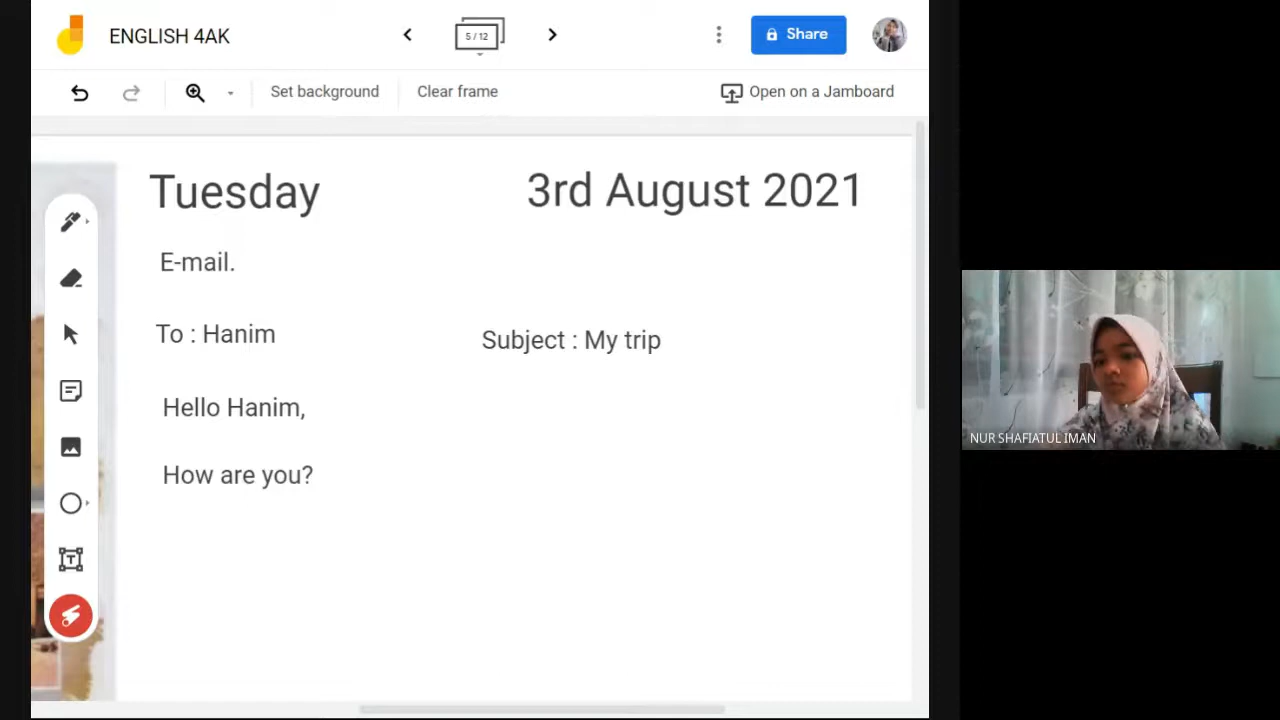 ENGLISH 4AK
5 / 12
Share
Set background
Clear frame
Open on a Jamboard
Tuesday
3rd August 2021
E-mail.
To : Hanim
Subject : My trip
Hello Hanim,
How are you?
NUR SHAFIATUL IMAN